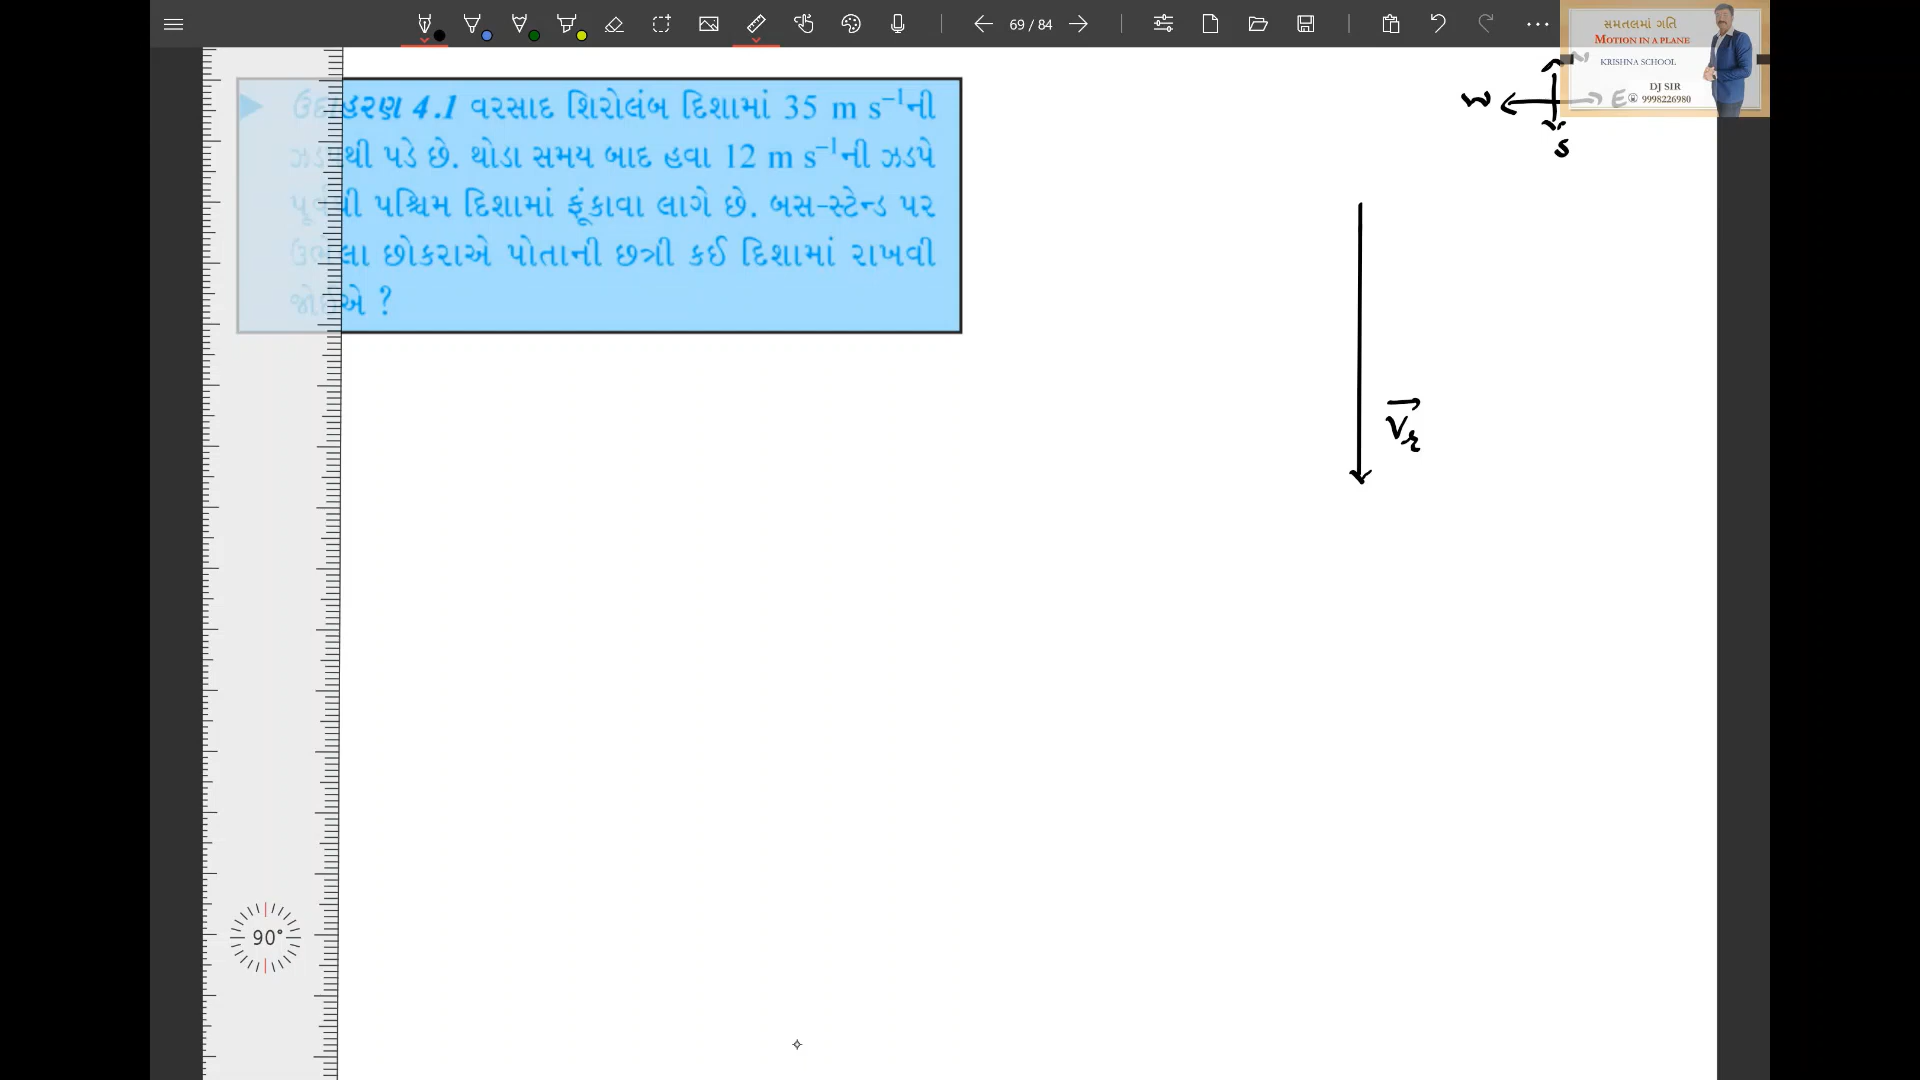 69 / 84
સમતલમાં ગતિ
MOTION IN A PLANE
KRISHNA SCHOOL
DJ SIR
9998226980
N
W E
S
ઉદાહરણ 4.1 વરસાદ શિરોલંબ દિશામાં 35 m s⁻¹ની
ઝડપથી પડે છે. થોડા સમય બાદ હવા 12 m s⁻¹ની ઝડપે
પૂર્વથી પશ્ચિમ દિશામાં ફૂંકાવા લાગે છે. બસ-સ્ટેન્ડ પર
ઉભેલા છોકરાએ પોતાની છત્રી કઈ દિશામાં રાખવી
જોઈએ ?
V⃗r
90°